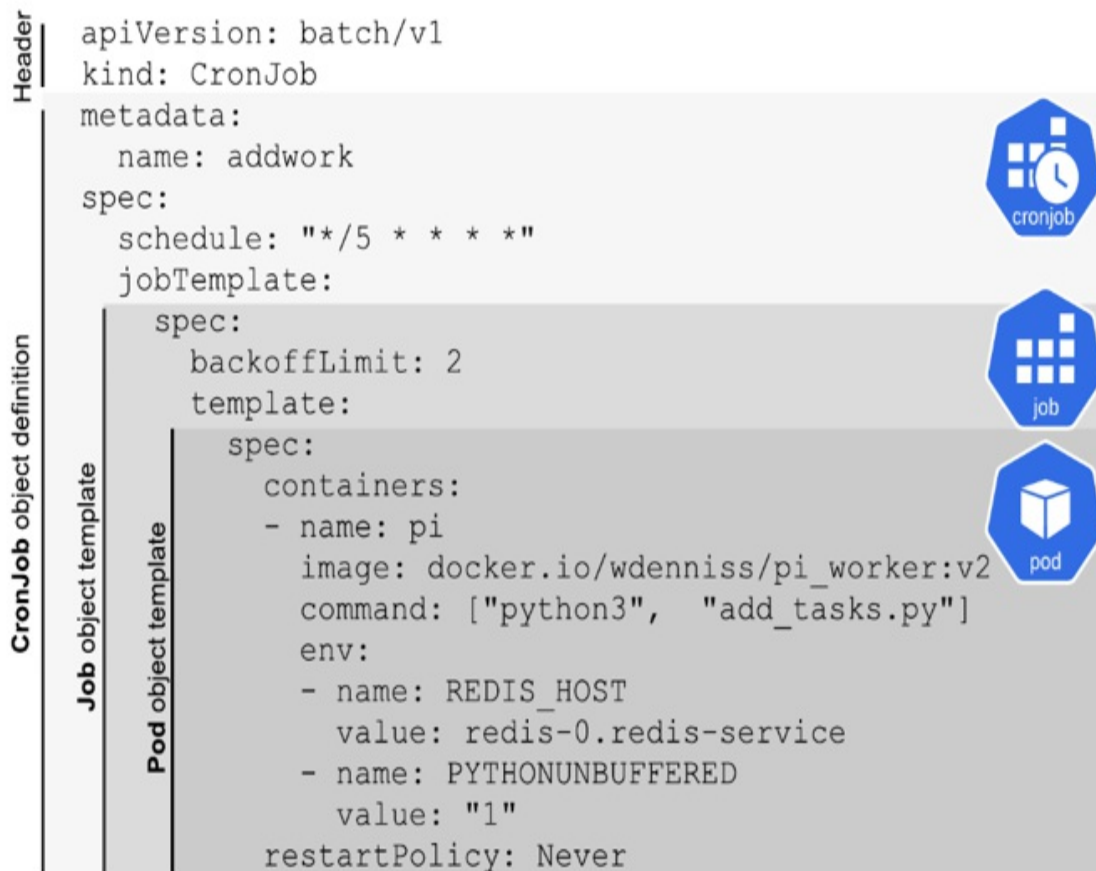 Header
apiVersion: batch/v1
kind: CronJob
CronJob object definition
metadata:
  name: addwork
spec:
  schedule: "*/5 * * * *"
  jobTemplate:
cronjob
Job object template
    spec:
      backoffLimit: 2
      template:
job
Pod object template
        spec:
          containers:
          - name: pi
            image: docker.io/wdenniss/pi_worker:v2
            command: ["python3",  "add_tasks.py"]
            env:
            - name: REDIS_HOST
              value: redis-0.redis-service
            - name: PYTHONUNBUFFERED
              value: "1"
          restartPolicy: Never
pod